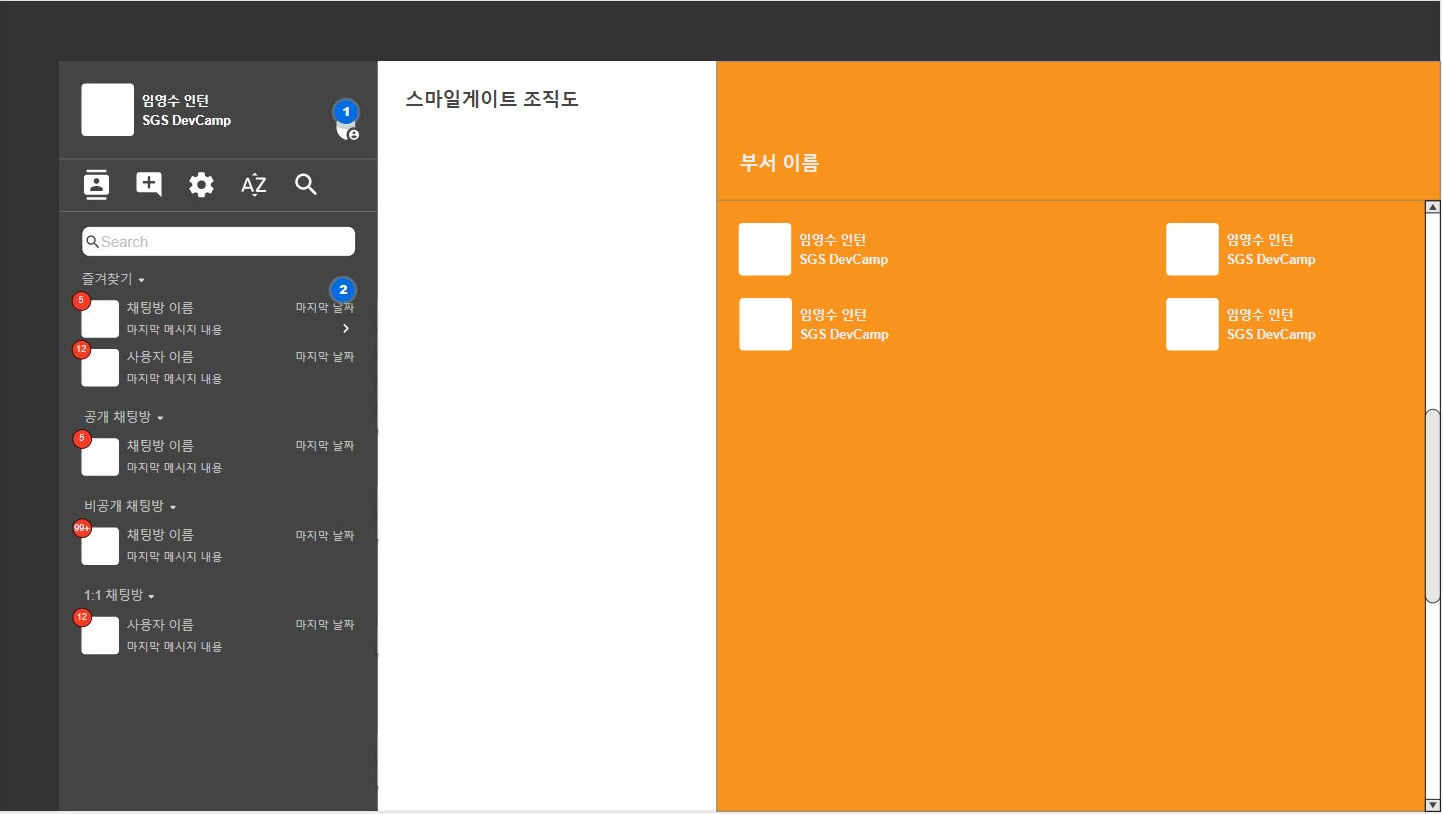 임영수 인턴
SGS DevCamp
1
Search
즐겨찾기
2
5
채팅방 이름
마지막 날짜
마지막 메시지 내용
12
사용자 이름
마지막 날짜
마지막 메시지 내용
공개 채팅방
5
채팅방 이름
마지막 날짜
마지막 메시지 내용
비공개 채팅방
99+
채팅방 이름
마지막 날짜
마지막 메시지 내용
1:1 채팅방
12
사용자 이름
마지막 날짜
마지막 메시지 내용
스마일게이트 조직도
부서 이름
임영수 인턴
SGS DevCamp
임영수 인턴
SGS DevCamp
임영수 인턴
SGS DevCamp
임영수 인턴
SGS DevCamp